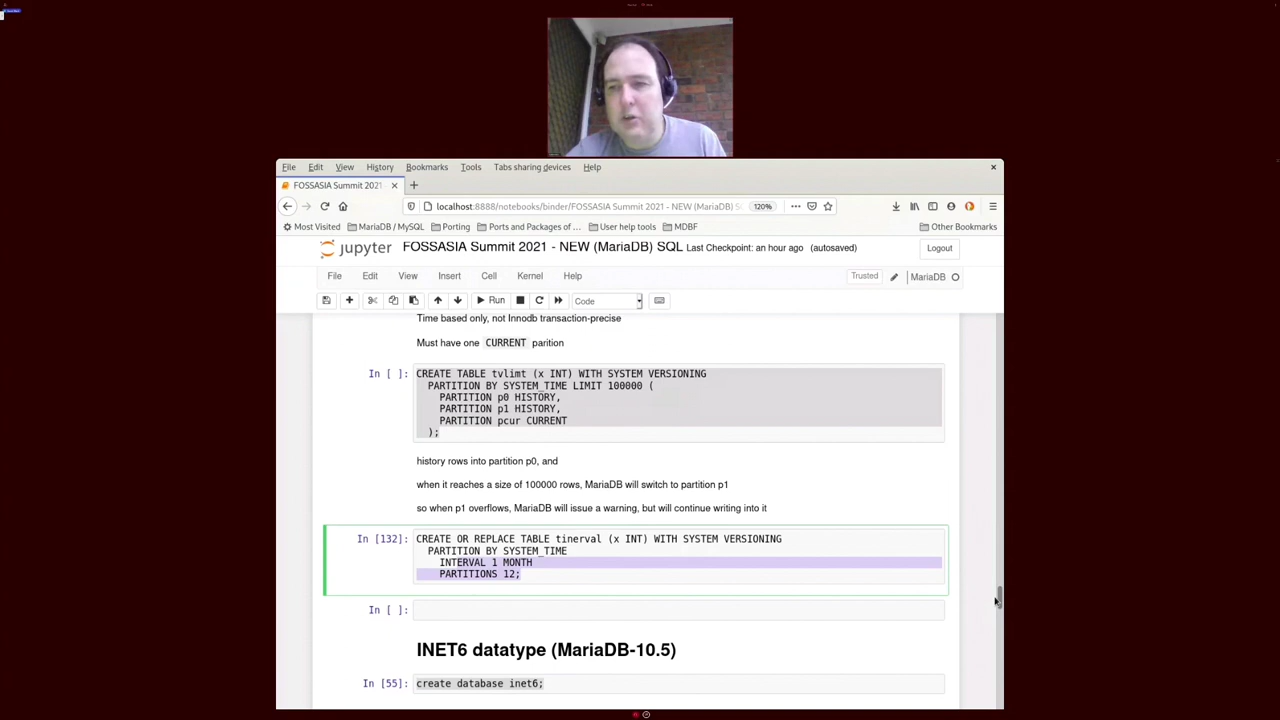 File Edit View History Bookmarks Tools Tabs sharing devices Help
FOSSASIA Summit 2021
localhost:8888/notebooks/binder/FOSSASIA Summit 2021 - NEW (MariaDB) S 120%
Most Visited MariaDB / MySQL Porting Ports and Packages of … User help tools MDBF Other Bookmarks
jupyter FOSSASIA Summit 2021 - NEW (MariaDB) SQL Last Checkpoint: an hour ago (autosaved) Logout
File Edit View Insert Cell Kernel Help Trusted MariaDB
Run Code
Time based only, not Innodb transaction-precise
Must have one CURRENT parition
In [ ]: CREATE TABLE tvlimt (x INT) WITH SYSTEM VERSIONING
PARTITION BY SYSTEM_TIME LIMIT 100000 (
PARTITION p0 HISTORY,
PARTITION p1 HISTORY,
PARTITION pcur CURRENT
);
history rows into partition p0, and
when it reaches a size of 100000 rows, MariaDB will switch to partition p1
so when p1 overflows, MariaDB will issue a warning, but will continue writing into it
In [132]: CREATE OR REPLACE TABLE tinerval (x INT) WITH SYSTEM VERSIONING
PARTITION BY SYSTEM_TIME
INTERVAL 1 MONTH
PARTITIONS 12;
In [ ]:
INET6 datatype (MariaDB-10.5)
In [55]: create database inet6;